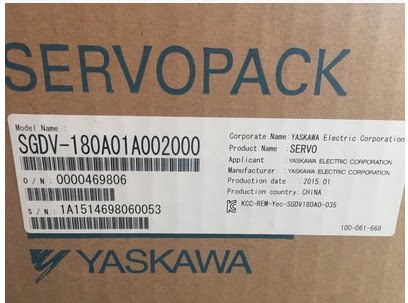 SERVOPACK
Model Name :
SGDV-180A01A002000
O / N : 0000469806
S / N : 1A1514698060053
Corporate Name : YASKAWA Electric Corporation
Product Name : SERVO
Applicant : YASKAWA ELECTRIC CORPORATION
Manufacturer : YASKAWA ELECTRIC CORPORATION
Production date : 2015.01
Production country : CHINA
KCC-REM-Yec-SGDV180A0-035
100-061-668
YASKAWA